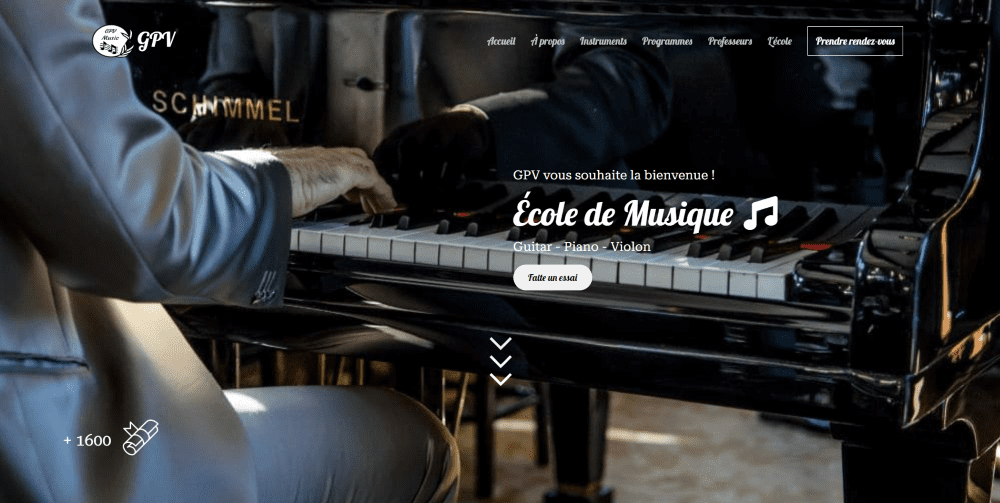 GPV
Music
GPV
Accueil
À propos
Instruments
Programmes
Professeurs
L'école
Prendre rendez-vous
SCHIMMEL
GPV vous souhaite la bienvenue !
École de Musique
Guitar - Piano - Violon
Faite un essai
+ 1600